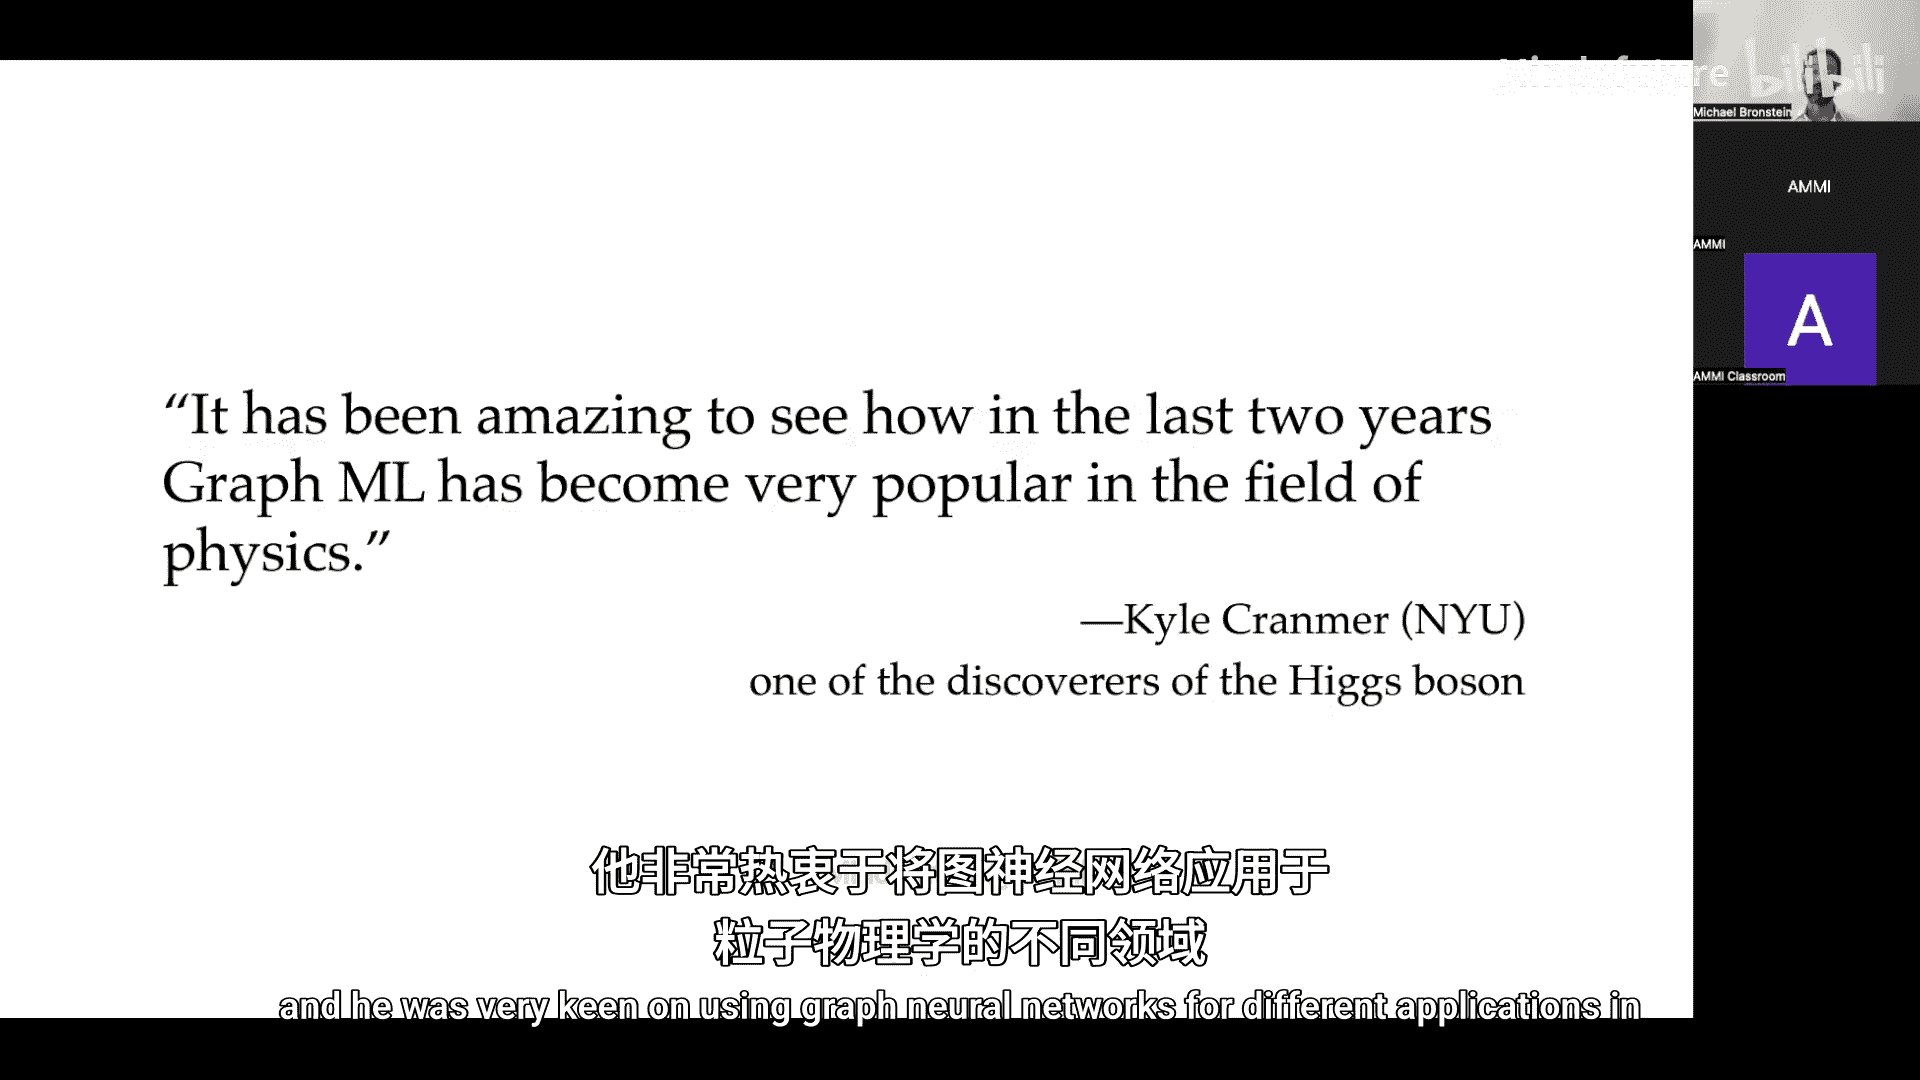 bilibili
Michael Bronstein
AMMI
AMMI
A
AMMI Classroom
“It has been amazing to see how in the last two years
Graph ML has become very popular in the field of
physics.”
—Kyle Cranmer (NYU)
one of the discoverers of the Higgs boson
他非常热衷于将图神经网络应用于
粒子物理学的不同领域
and he was very keen on using graph neural networks for different applications in